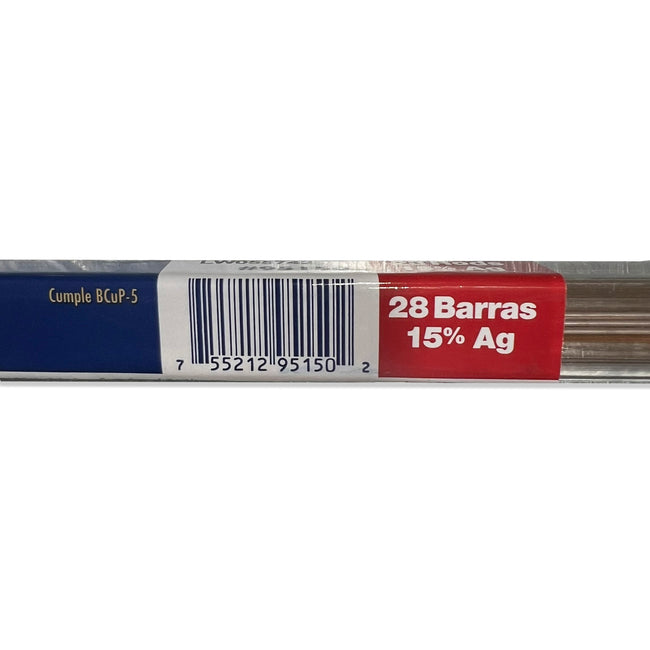 Cumple BCuP-5
7 55212 95150 2
28 Barras
15% Ag